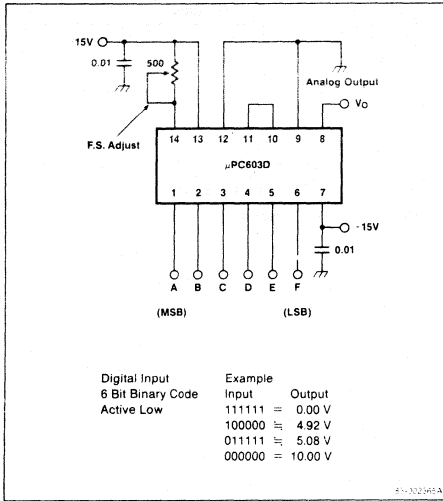 15V
0.01
500
Analog Output
Vo
F.S. Adjust
14 13 12 11 10 9 8
µPC603D
1 2 3 4 5 6 7
-15V
0.01
A B C D E F
(MSB) (LSB)
Digital Input
6 Bit Binary Code
Active Low
Example
Input Output
111111 = 0.00 V
100000 ≒ 4.92 V
011111 ≒ 5.08 V
000000 = 10.00 V